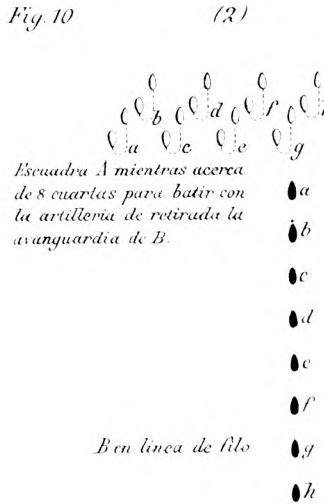 Fig. 10 (2)
b d f h
a c e g
Escuadra A mientras acerca
de 8 cuartas para batir con
la artilleria de retirada la
avanguardia de B.
a
b
c
d
e
f
B en linea de filo g
h